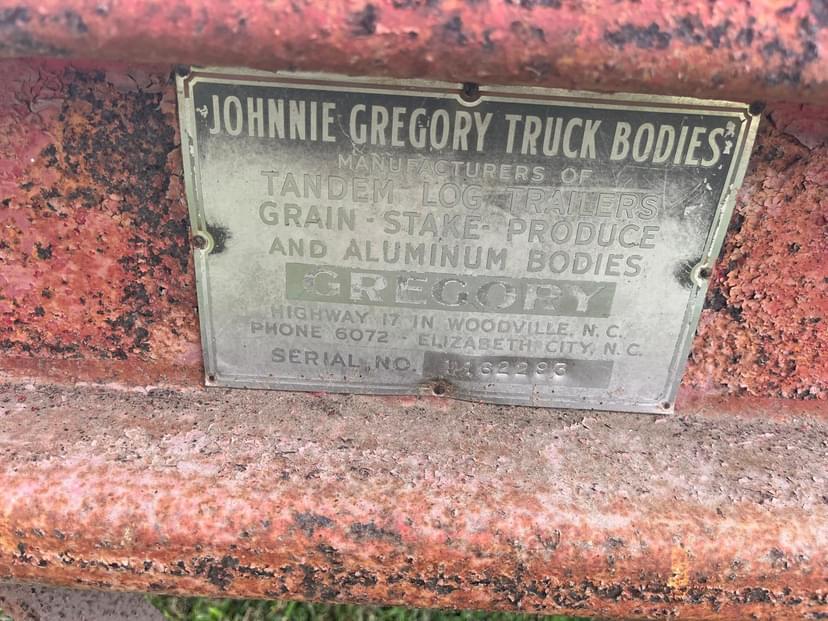 JOHNNIE GREGORY TRUCK BODIES
MANUFACTURERS OF
TANDEM - LOG - TRAILERS
GRAIN - STAKE - PRODUCE
AND ALUMINUM BODIES
GREGORY
HIGHWAY 17 IN WOODVILLE, N. C.
PHONE 6072 - ELIZABETH CITY, N. C.
SERIAL NO.